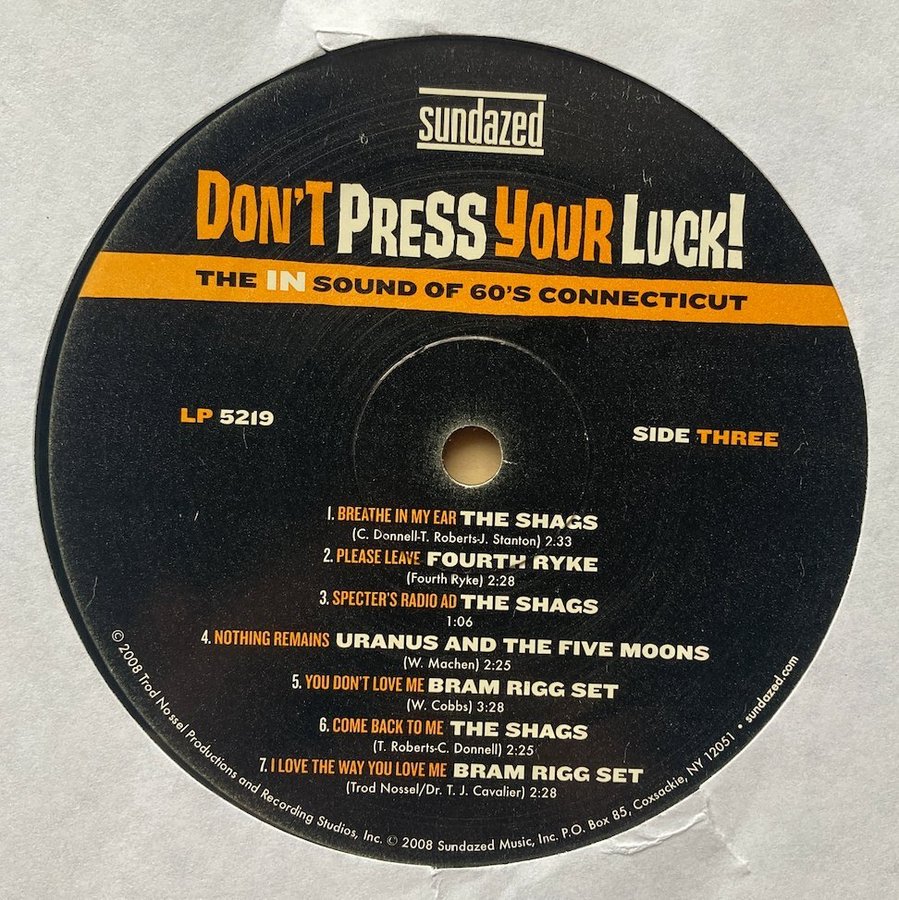 sundazed
DON'T PRESS YOUR LUCK!
THE IN SOUND OF 60'S CONNECTICUT
LP 5219
SIDE THREE
1. BREATHE IN MY EAR THE SHAGS
(C. Donnell-T. Roberts-J. Stanton) 2.33
2. PLEASE LEAVE FOURTH RYKE
(Fourth Ryke) 2:28
3. SPECTER'S RADIO AD THE SHAGS
1:06
4. NOTHING REMAINS URANUS AND THE FIVE MOONS
(W. Machen) 2:25
5. YOU DON'T LOVE ME BRAM RIGG SET
(W. Cobbs) 3:28
6. COME BACK TO ME THE SHAGS
(T. Roberts-C. Donnell) 2:25
7. I LOVE THE WAY YOU LOVE ME BRAM RIGG SET
(Trod Nossel/Dr. T. J. Cavalier) 2:28
© 2008 Trod Nossel Productions and Recording Studios, Inc. © 2008 Sundazed Music, Inc. P.O. Box 85, Coxsackie, NY 12051 • sundazed.com